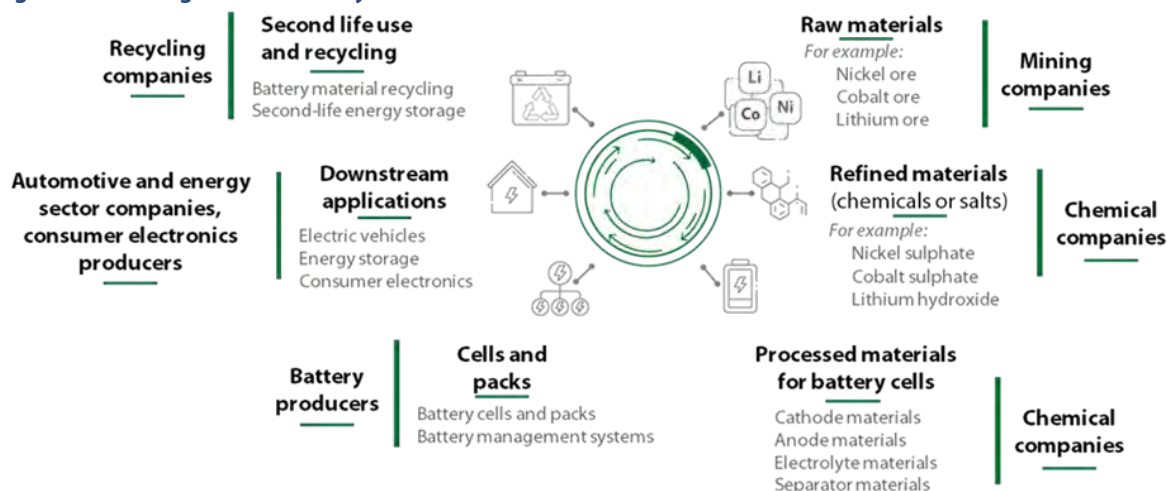 Recycling
companies
Second life use
and recycling
Battery material recycling
Second-life energy storage
Raw materials
For example:
Nickel ore
Cobalt ore
Lithium ore
Mining
companies
Li
Co
Ni
Automotive and energy
sector companies,
consumer electronics
producers
Downstream
applications
Electric vehicles
Energy storage
Consumer electronics
Refined materials
(chemicals or salts)
For example:
Nickel sulphate
Cobalt sulphate
Lithium hydroxide
Chemical
companies
Battery
producers
Cells and
packs
Battery cells and packs
Battery management systems
Processed materials
for battery cells
Cathode materials
Anode materials
Electrolyte materials
Separator materials
Chemical
companies